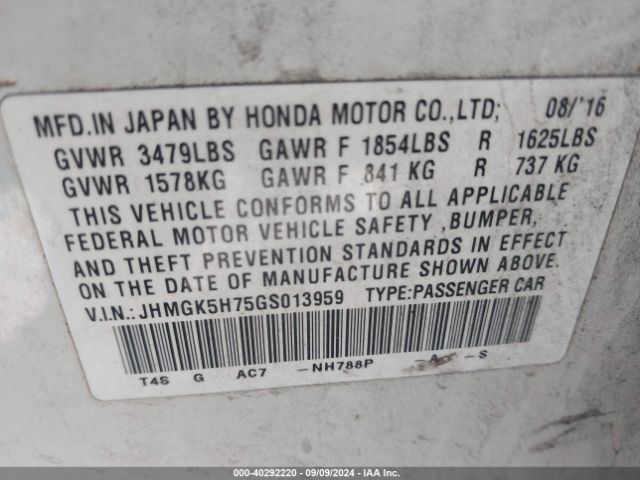 MFD.IN JAPAN BY HONDA MOTOR CO.,LTD; 08/'16
GVWR 3479LBS GAWR F 1854LBS R 1625LBS
GVWR 1578KG GAWR F 841 KG R 737 KG
THIS VEHICLE CONFORMS TO ALL APPLICABLE
FEDERAL MOTOR VEHICLE SAFETY ,BUMPER,
AND THEFT PREVENTION STANDARDS IN EFFECT
ON THE DATE OF MANUFACTURE SHOWN ABOVE.
V.I.N.: JHMGK5H75GS013959 TYPE:PASSENGER CAR
T4S G AC7 -NH788P -A -S
000-40292220 - 09/09/2024 - IAA Inc.